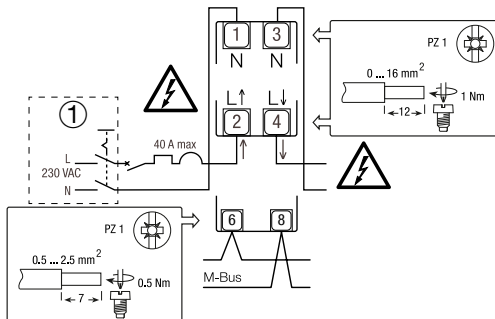 1 3
N N
PZ 1
0 ... 16 mm²
1 Nm
12
L↑ L↓
2 4
①
40 A max
L
230 VAC
N
6 8
M-Bus
PZ 1
0.5 ... 2.5 mm²
0.5 Nm
7